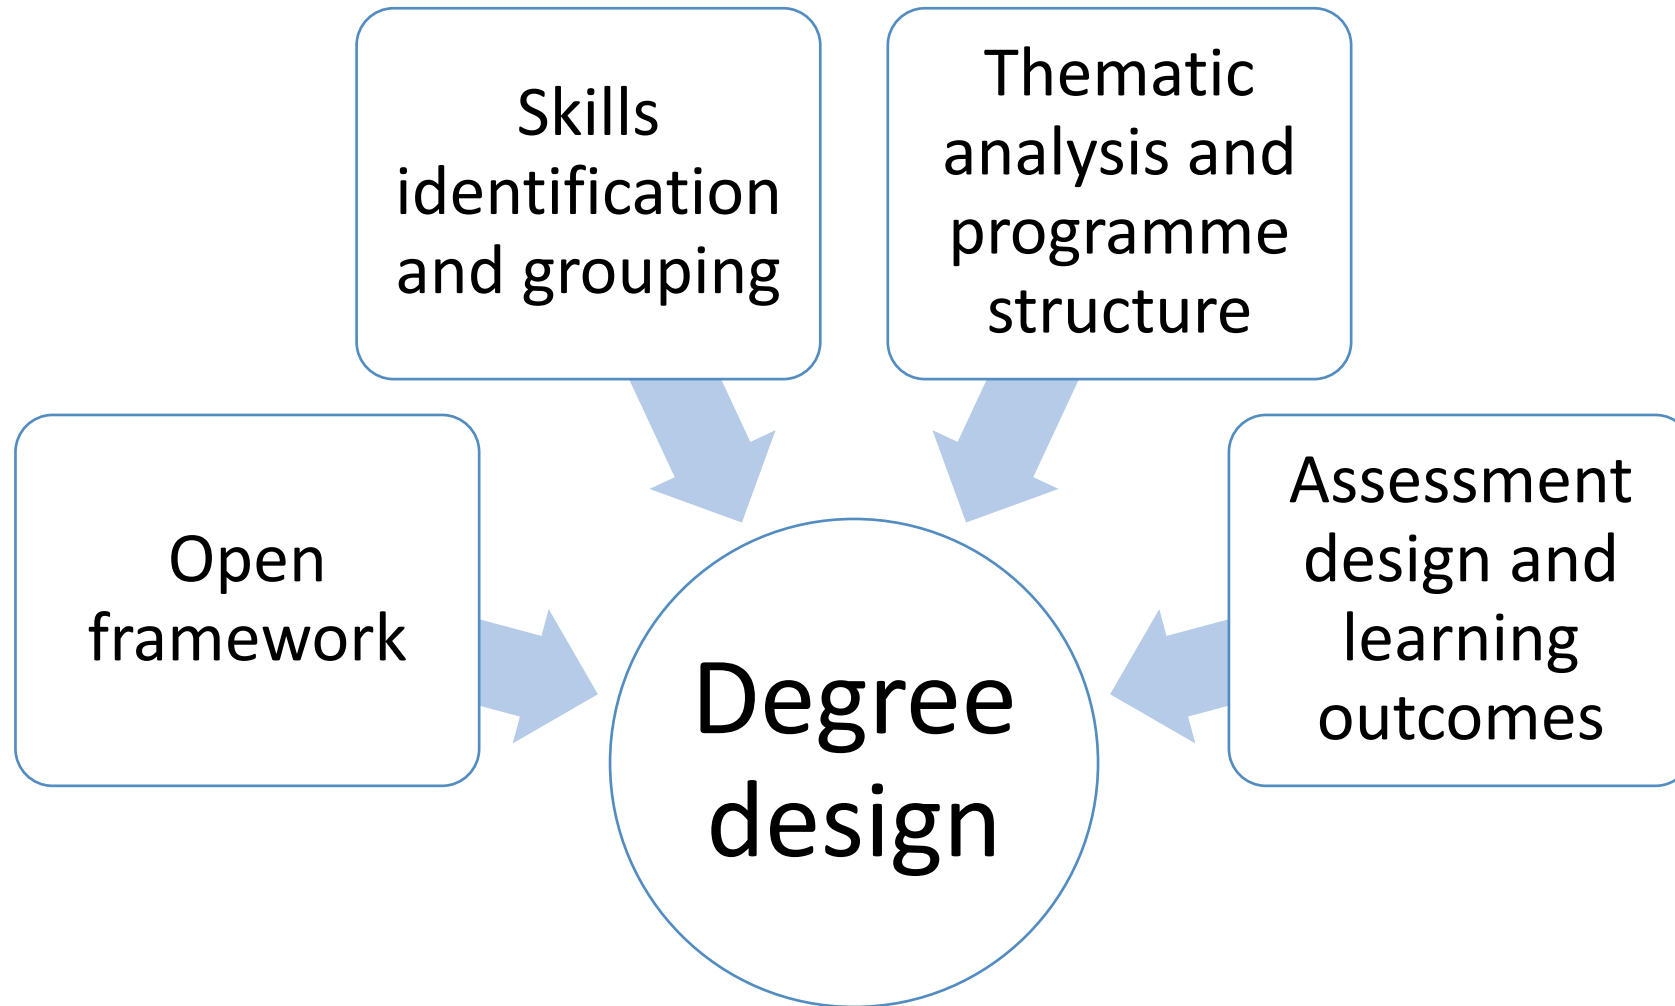 Skills
identification
and grouping
Thematic
analysis and
programme
structure
Open
framework
Assessment
design and
learning
outcomes
Degree
design